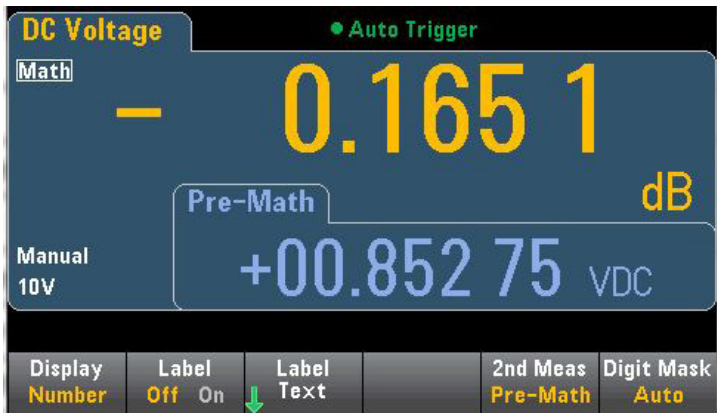 DC Voltage
Auto Trigger
Math
- 0.165 1
dB
Pre-Math
+00.852 75 VDC
Manual
10V
Display
Number
Label
Off On
Label
Text
2nd Meas
Pre-Math
Digit Mask
Auto